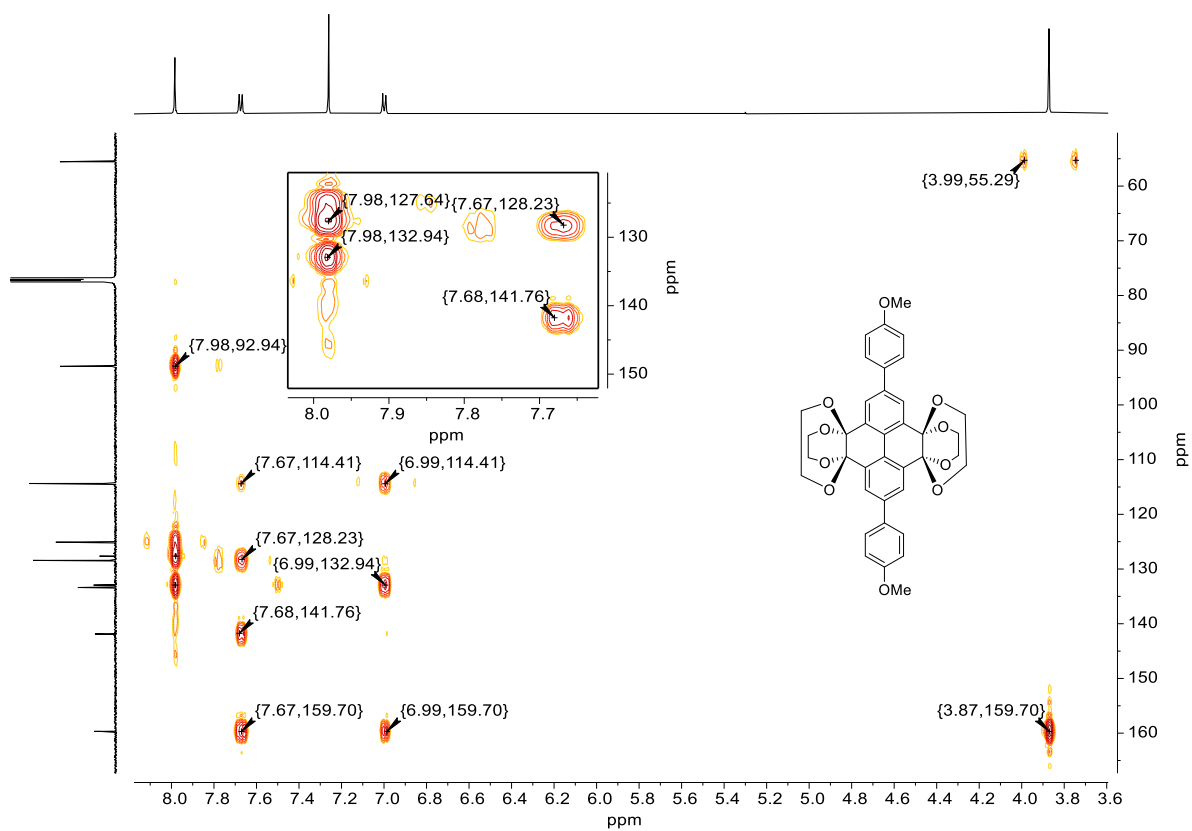 {3.99,55.29}
60
{7.98,127.64}
{7.67,128.23}
130
70
{7.98,132.94}
ppm
{7.68,141.76}
140
80
OMe
{7.98,92.94}
150
90
8.0
7.9
7.8
7.7
ppm
O
O
100
O
O
O
O
O
O
110
ppm
{7.67,114.41}
{6.99,114.41}
120
{7.67,128.23}
{6.99,132.94}
130
OMe
{7.68,141.76}
140
150
{7.67,159.70}
{6.99,159.70}
{3.87,159.70}
160
8.0 7.8 7.6 7.4 7.2 7.0 6.8 6.6 6.4 6.2 6.0 5.8 5.6 5.4 5.2 5.0 4.8 4.6 4.4 4.2 4.0 3.8 3.6
ppm